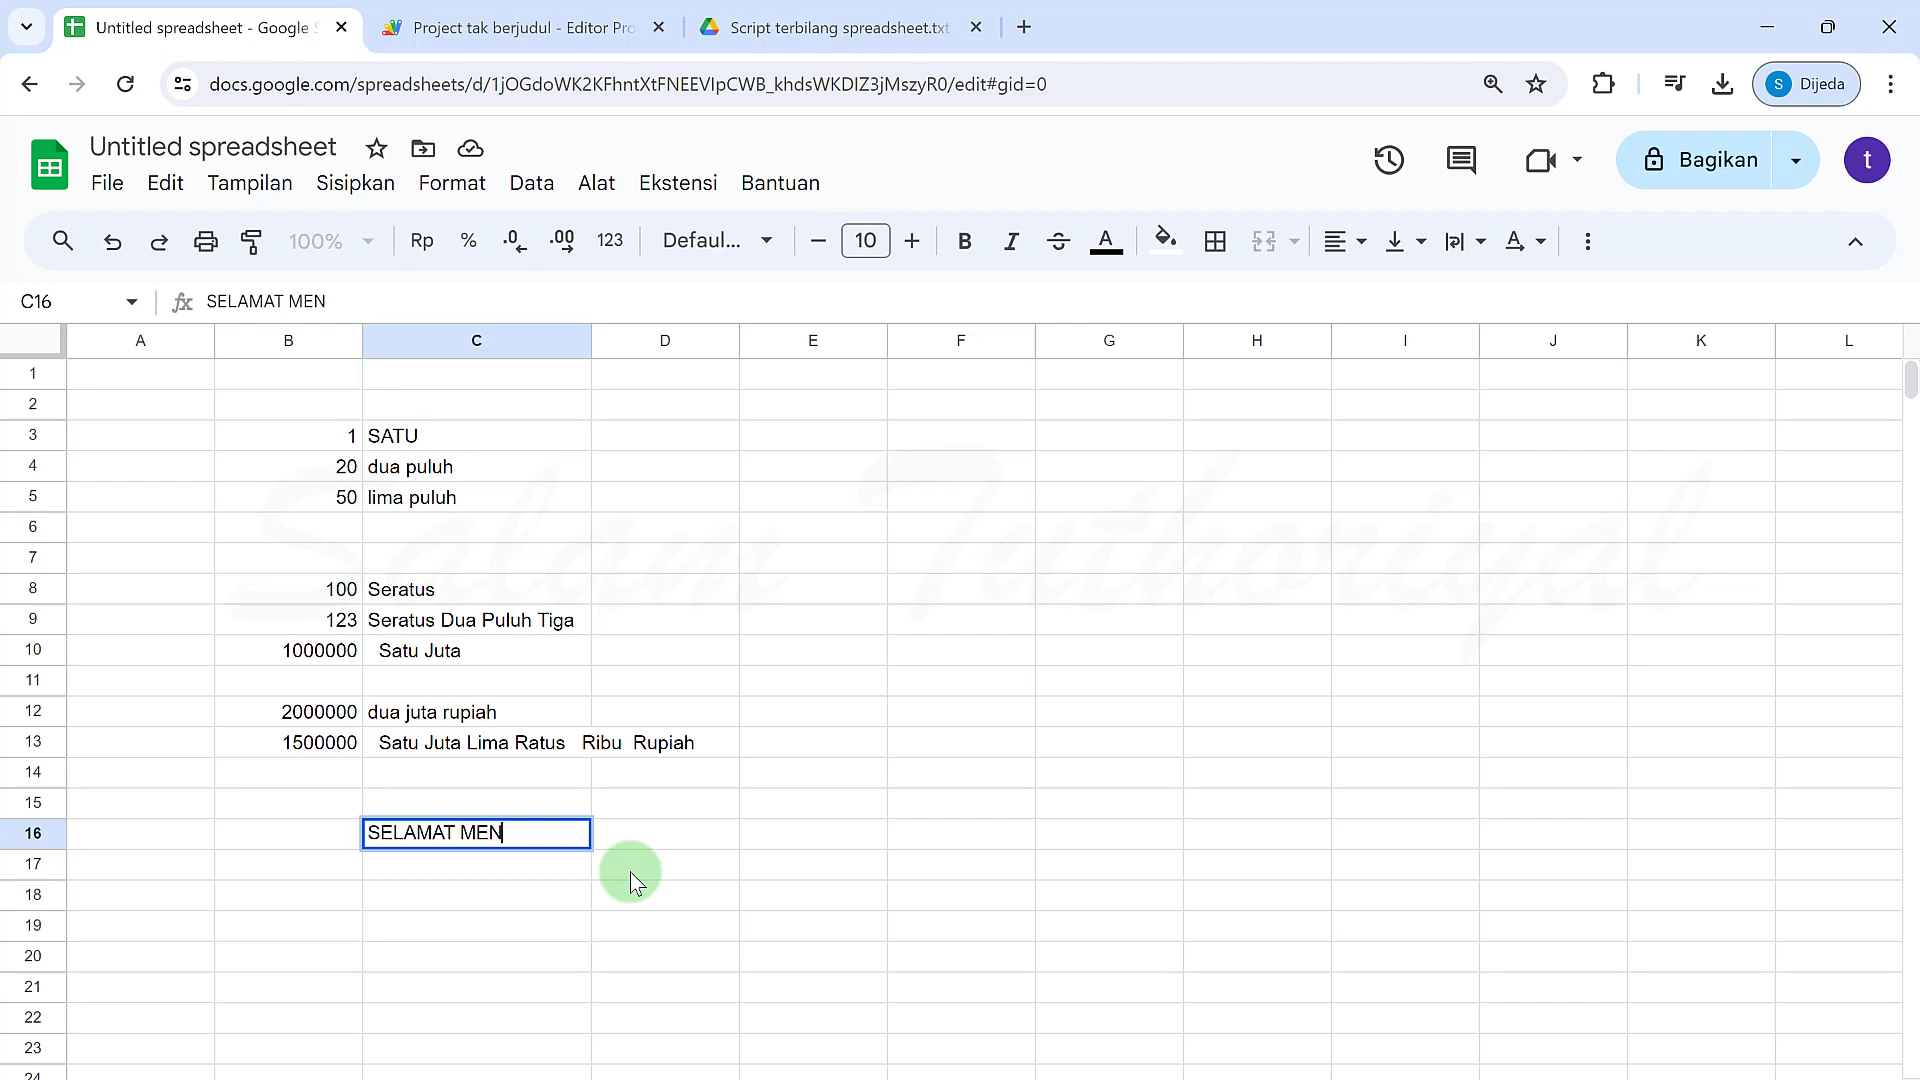 Untitled spreadsheet - Google S
Project tak berjudul - Editor Pro
Script terbilang spreadsheet.txt
docs.google.com/spreadsheets/d/1jOGdoWK2KFhntXtFNEEVIpCWB_khdsWKDIZ3jMszyR0/edit#gid=0
S Dijeda
Untitled spreadsheet
Bagikan
t
File Edit Tampilan Sisipkan Format Data Alat Ekstensi Bantuan
100% Rp % .0 .00 123 Defaul... 10 B I A A
C16 fx SELAMAT MEN
A B C D E F G H I J K L
1
2
3 1 SATU
4 20 dua puluh
5 50 lima puluh
6
7
Salam Tuthoriyal
8 100 Seratus
9 123 Seratus Dua Puluh Tiga
10 1000000 Satu Juta
11
12 2000000 dua juta rupiah
13 1500000 Satu Juta Lima Ratus Ribu Rupiah
14
15
16 SELAMAT MEN
17
18
19
20
21
22
23
24